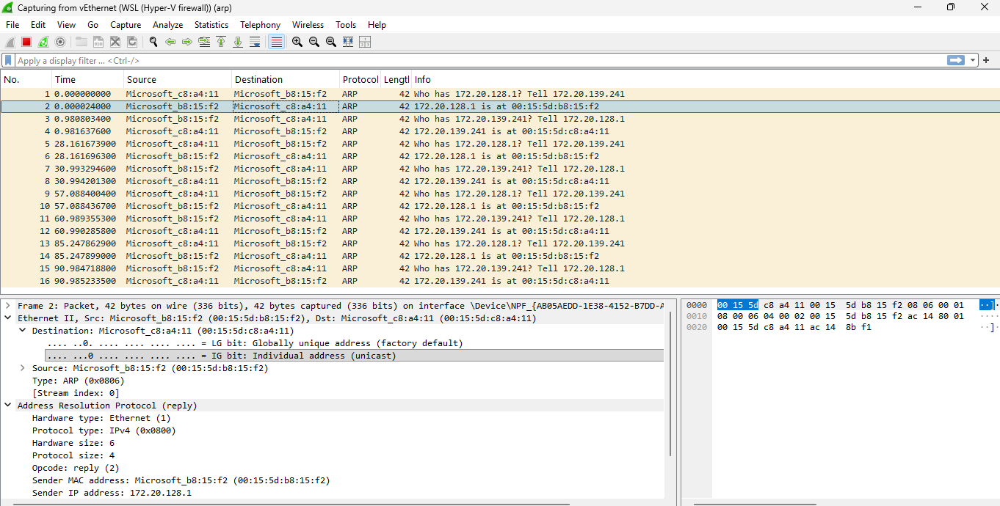 Capturing from vEthernet (WSL (Hyper-V firewall)) (arp)
File Edit View Go Capture Analyze Statistics Telephony Wireless Tools Help
Apply a display filter ... <Ctrl-/>
No. Time Source Destination Protocol Lengtl Info
1 0.000000000 Microsoft_c8:a4:11 Microsoft_b8:15:f2 ARP 42 Who has 172.20.128.1? Tell 172.20.139.241
2 0.000024000 Microsoft_b8:15:f2 Microsoft_c8:a4:11 ARP 42 172.20.128.1 is at 00:15:5d:b8:15:f2
3 0.980803400 Microsoft_b8:15:f2 Microsoft_c8:a4:11 ARP 42 Who has 172.20.139.241? Tell 172.20.128.1
4 0.981637600 Microsoft_c8:a4:11 Microsoft_b8:15:f2 ARP 42 172.20.139.241 is at 00:15:5d:c8:a4:11
5 28.161673900 Microsoft_c8:a4:11 Microsoft_b8:15:f2 ARP 42 Who has 172.20.128.1? Tell 172.20.139.241
6 28.161696300 Microsoft_b8:15:f2 Microsoft_c8:a4:11 ARP 42 172.20.128.1 is at 00:15:5d:b8:15:f2
7 30.993294600 Microsoft_b8:15:f2 Microsoft_c8:a4:11 ARP 42 Who has 172.20.139.241? Tell 172.20.128.1
8 30.994201300 Microsoft_c8:a4:11 Microsoft_b8:15:f2 ARP 42 172.20.139.241 is at 00:15:5d:c8:a4:11
9 57.088400400 Microsoft_c8:a4:11 Microsoft_b8:15:f2 ARP 42 Who has 172.20.128.1? Tell 172.20.139.241
10 57.088436700 Microsoft_b8:15:f2 Microsoft_c8:a4:11 ARP 42 172.20.128.1 is at 00:15:5d:b8:15:f2
11 60.989355300 Microsoft_b8:15:f2 Microsoft_c8:a4:11 ARP 42 Who has 172.20.139.241? Tell 172.20.128.1
12 60.990285800 Microsoft_c8:a4:11 Microsoft_b8:15:f2 ARP 42 172.20.139.241 is at 00:15:5d:c8:a4:11
13 85.247862900 Microsoft_c8:a4:11 Microsoft_b8:15:f2 ARP 42 Who has 172.20.128.1? Tell 172.20.139.241
14 85.247899000 Microsoft_b8:15:f2 Microsoft_c8:a4:11 ARP 42 172.20.128.1 is at 00:15:5d:b8:15:f2
15 90.984718800 Microsoft_b8:15:f2 Microsoft_c8:a4:11 ARP 42 Who has 172.20.139.241? Tell 172.20.128.1
16 90.985233500 Microsoft_c8:a4:11 Microsoft_b8:15:f2 ARP 42 172.20.139.241 is at 00:15:5d:c8:a4:11
Frame 2: Packet, 42 bytes on wire (336 bits), 42 bytes captured (336 bits) on interface \Device\NPF_{AB05AEDD-1E38-4152-B7DD-A
Ethernet II, Src: Microsoft_b8:15:f2 (00:15:5d:b8:15:f2), Dst: Microsoft_c8:a4:11 (00:15:5d:c8:a4:11)
Destination: Microsoft_c8:a4:11 (00:15:5d:c8:a4:11)
.... ..0. .... .... .... .... = LG bit: Globally unique address (factory default)
.... ...0 .... .... .... .... = IG bit: Individual address (unicast)
Source: Microsoft_b8:15:f2 (00:15:5d:b8:15:f2)
Type: ARP (0x0806)
[Stream index: 0]
Address Resolution Protocol (reply)
Hardware type: Ethernet (1)
Protocol type: IPv4 (0x0800)
Hardware size: 6
Protocol size: 4
Opcode: reply (2)
Sender MAC address: Microsoft_b8:15:f2 (00:15:5d:b8:15:f2)
Sender IP address: 172.20.128.1
0000 00 15 5d c8 a4 11 00 15 5d b8 15 f2 08 06 00 01 ··]·
0010 08 00 06 04 00 02 00 15 5d b8 15 f2 ac 14 80 01 ····
0020 00 15 5d c8 a4 11 ac 14 8b f1 ··]·